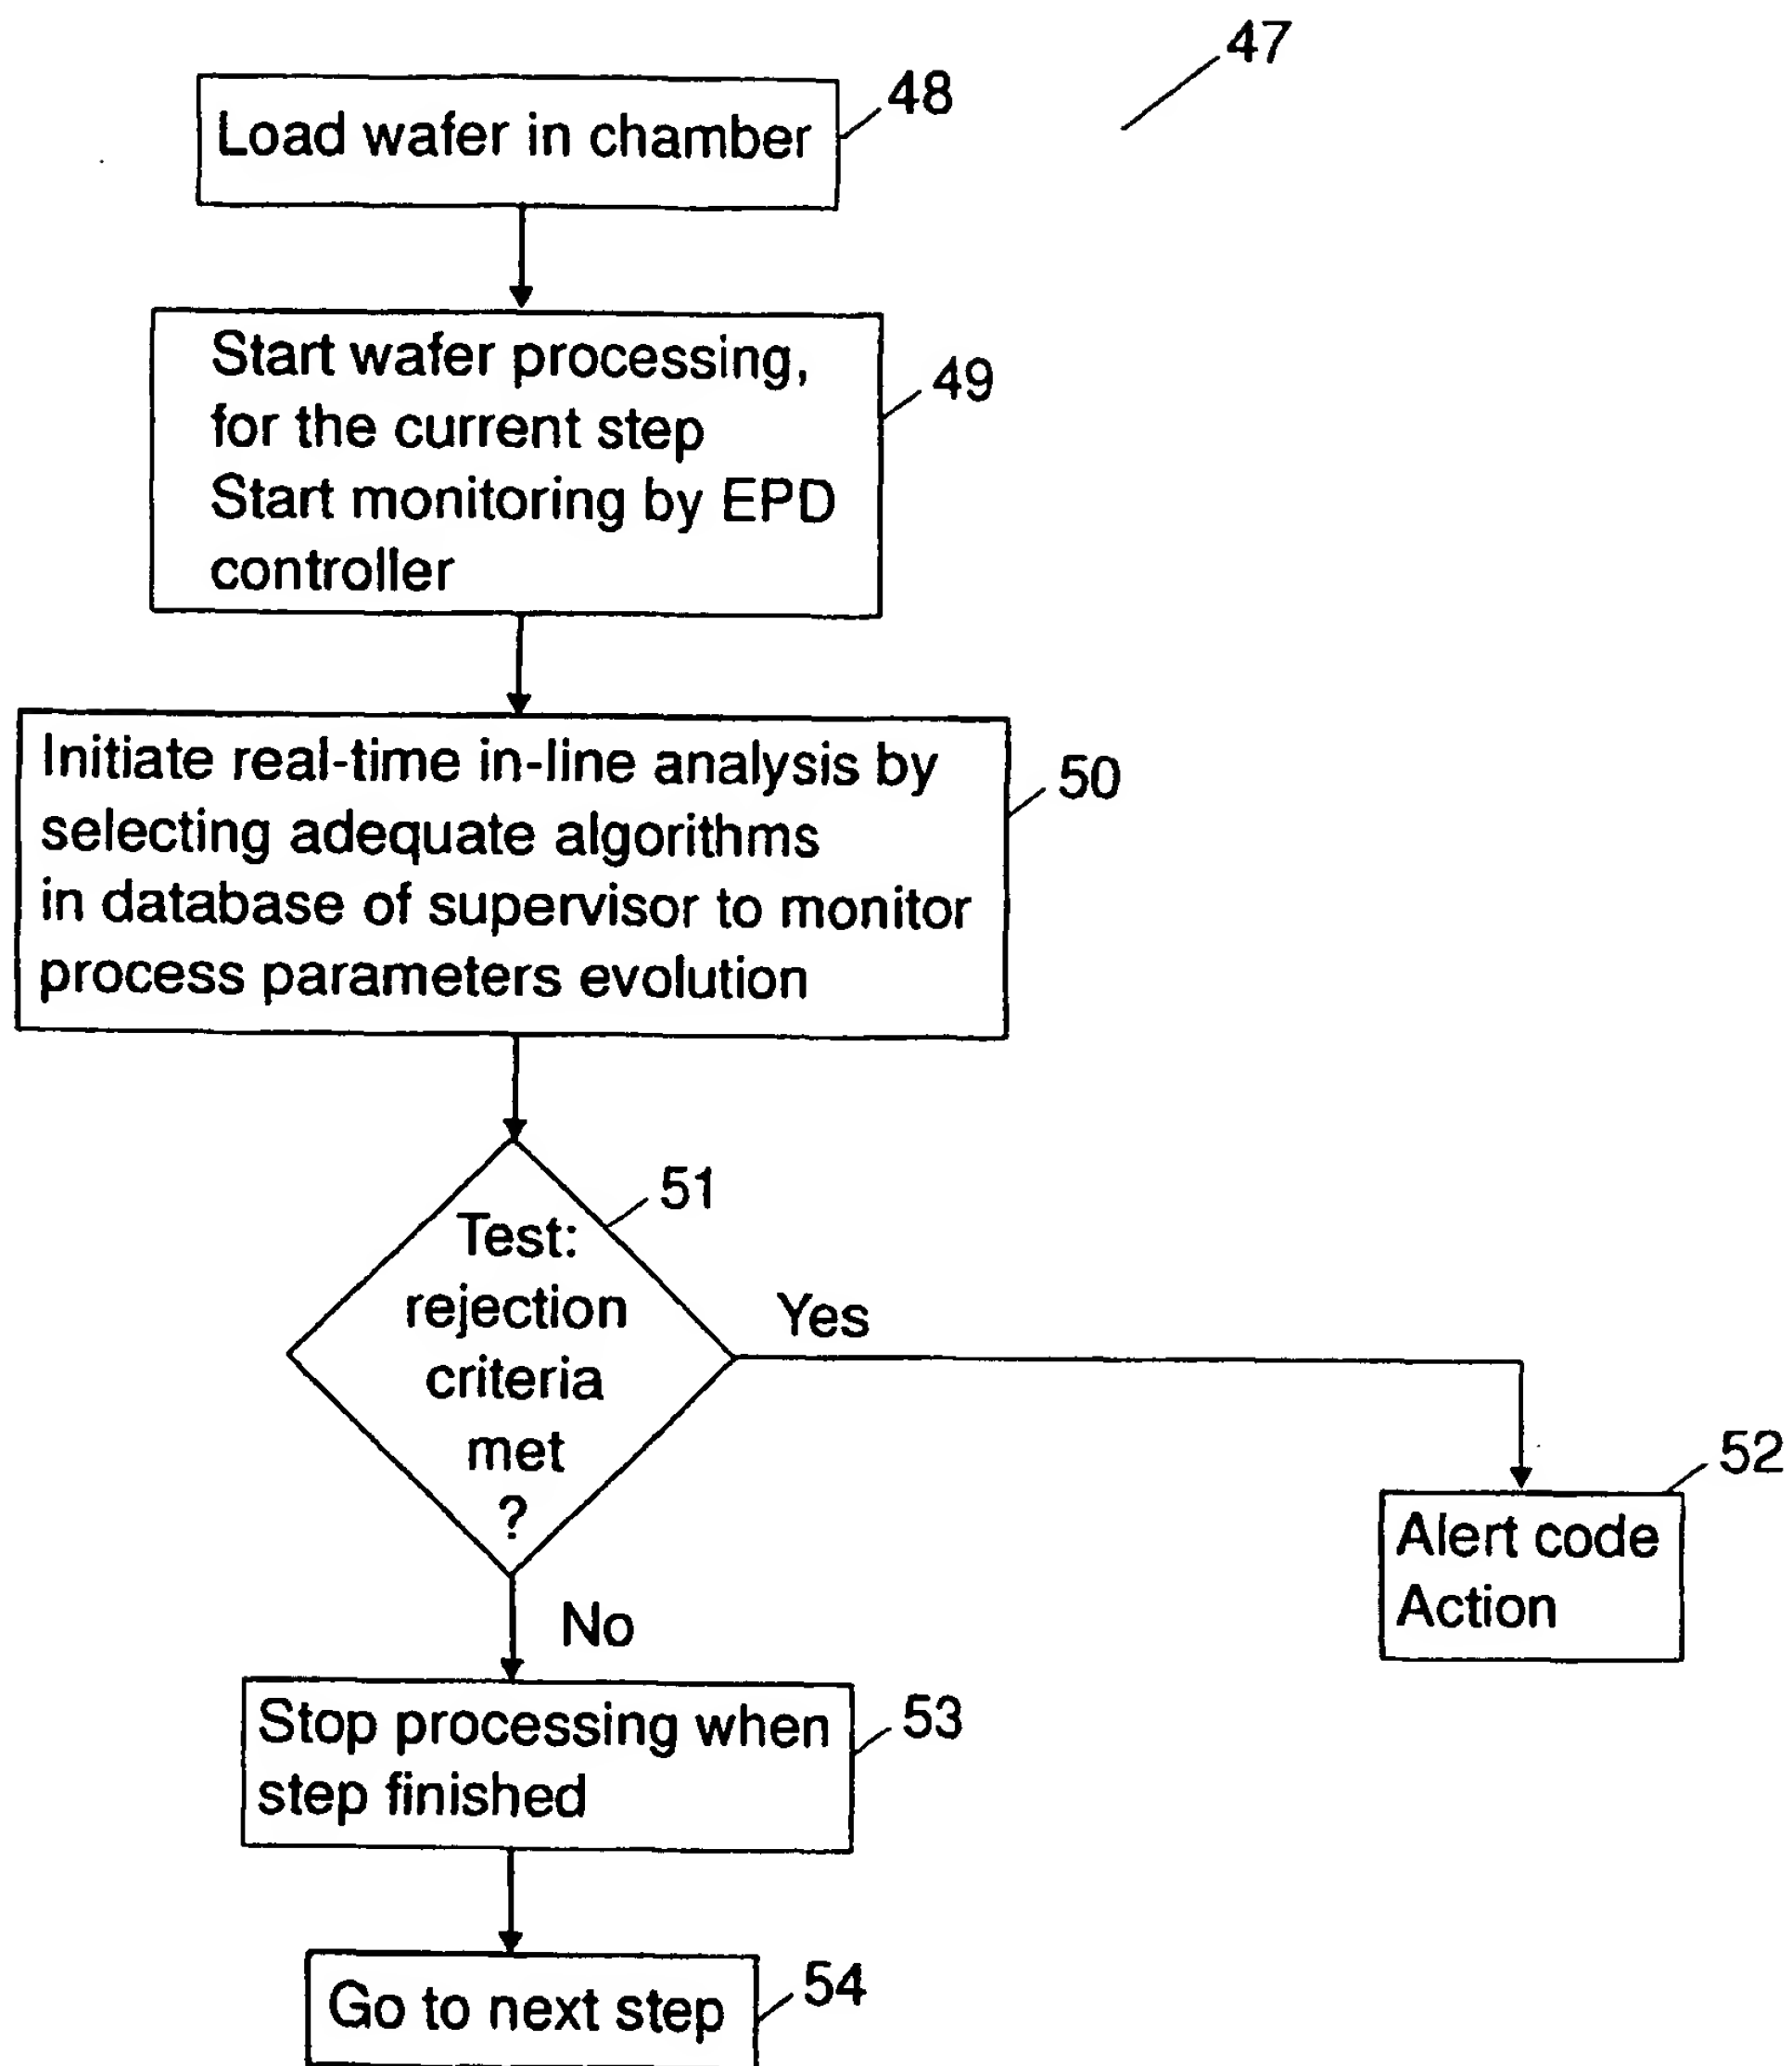 47
48
Load wafer in chamber
Start wafer processing,
for the current step
Start monitoring by EPD
controller
49
Initiate real-time in-line analysis by
selecting adequate algorithms
in database of supervisor to monitor
process parameters evolution
50
51
Test:
rejection
criteria
met
?
Yes
52
Alert code
Action
No
Stop processing when
step finished
53
Go to next step
54